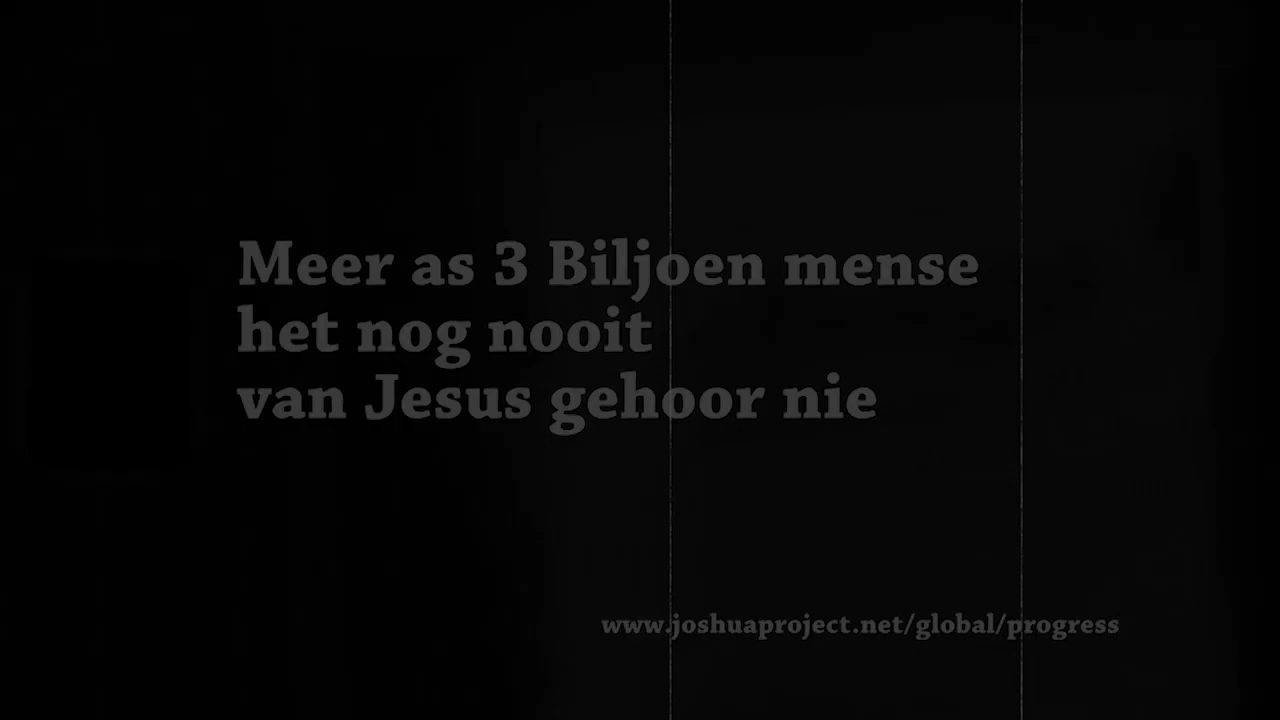 Meer as 3 Biljoen mense
het nog nooit
van Jesus gehoor nie
www.joshuaproject.net/global/progress